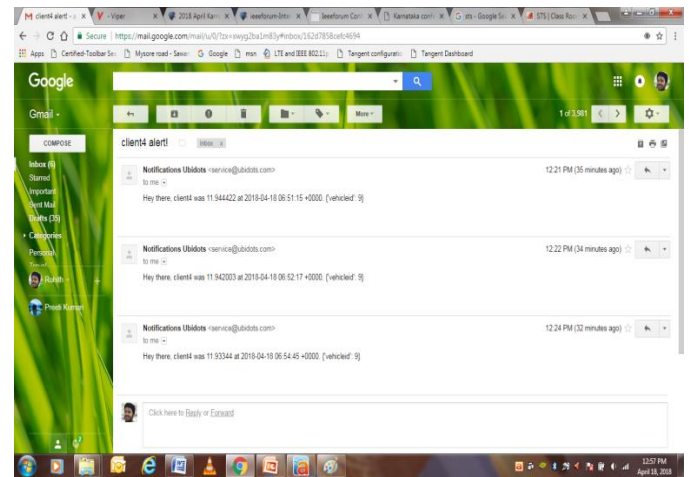 client4 alert! - x
- Viper
2018 April Karn
ieeeforum-Inte
Ieeeforum Con
Karnataka conf
sts - Google Se
STS | Class Roo
Secure | https://mail.google.com/mail/u/0/
Apps Certified-Toolbar Se Mysore road - Sawa Google msn LTE and IEEE 802.11 Tangent configuratio Tangent Dashboard
Google
Gmail
More
1 of 3,981
COMPOSE
client4 alert! Inbox x
Inbox (6)
Starred
Important
Sent Mail
Drafts (35)
Categories
Personal
Travel
Rohith
Preeti Kumari
Notifications Ubidots <service@ubidots.com> 12:21 PM (35 minutes ago)
to me
Hey there, client4 was 11.944422 at 2018-04-18 06:51:15 +0000. {'vehicleid': 9}
Notifications Ubidots <service@ubidots.com> 12:22 PM (34 minutes ago)
to me
Hey there, client4 was 11.942003 at 2018-04-18 06:52:17 +0000. {'vehicleid': 9}
Notifications Ubidots <service@ubidots.com> 12:24 PM (32 minutes ago)
to me
Hey there, client4 was 11.93344 at 2018-04-18 06:54:45 +0000. {'vehicleid': 9}
Click here to Reply or Forward
12:57 PM
April 18, 2018